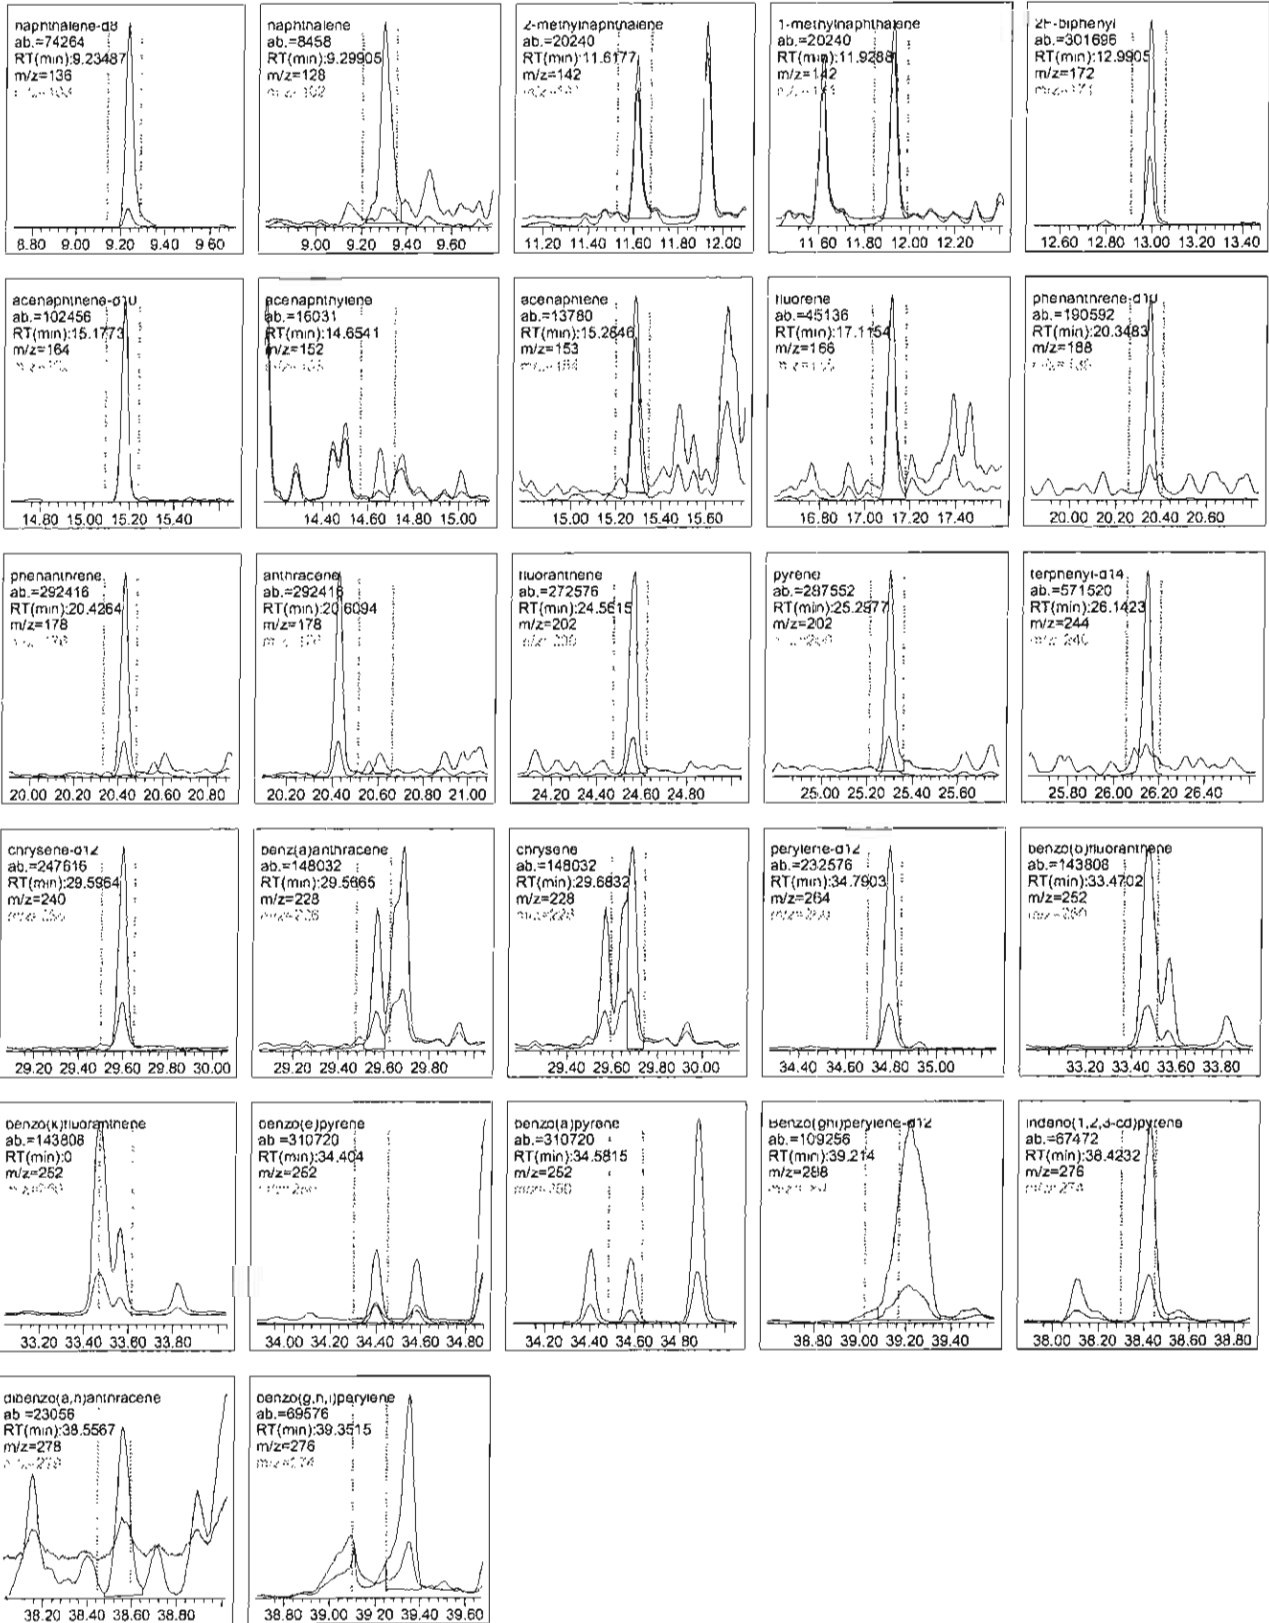 naphthalene-d8
ab.=74264
RT(min):9.23487
m/z=136
8.80 9.00 9.20 9.40 9.60
naphthalene
ab.=8458
RT(min):9.29905
m/z=128
9.00 9.20 9.40 9.60
2-methylnaphthalene
ab.=20240
RT(min):11.6177
m/z=142
11.20 11.40 11.60 11.80 12.00
1-methylnaphthalene
ab.=20240
RT(min):11.9288
m/z=142
11.60 11.80 12.00 12.20
2F-biphenyl
ab.=301696
RT(min):12.9905
m/z=172
12.60 12.80 13.00 13.20 13.40
acenaphthene-d10
ab.=102456
RT(min):15.1773
m/z=164
14.80 15.00 15.20 15.40
acenaphthylene
ab.=16031
RT(min):14.6541
m/z=152
14.40 14.60 14.80 15.00
acenaphtene
ab.=13780
RT(min):15.2846
m/z=153
15.00 15.20 15.40 15.60
fluorene
ab.=45136
RT(min):17.1154
m/z=166
16.80 17.00 17.20 17.40
phenanthrene-d10
ab.=190592
RT(min):20.3483
m/z=188
20.00 20.20 20.40 20.60
phenanthrene
ab.=292416
RT(min):20.4264
m/z=178
20.00 20.20 20.40 20.60 20.80
anthracene
ab.=292416
RT(min):20.6094
m/z=178
20.20 20.40 20.60 20.80 21.00
fluoranthene
ab.=272576
RT(min):24.5615
m/z=202
24.20 24.40 24.60 24.80
pyrene
ab.=287552
RT(min):25.2977
m/z=202
25.00 25.20 25.40 25.60
terphenyl-d14
ab.=571520
RT(min):26.1423
m/z=244
25.80 26.00 26.20 26.40
chrysene-d12
ab.=247616
RT(min):29.5964
m/z=240
29.20 29.40 29.60 29.80 30.00
benz(a)anthracene
ab.=148032
RT(min):29.5665
m/z=228
29.20 29.40 29.60 29.80
chrysene
ab.=148032
RT(min):29.6832
m/z=228
29.40 29.60 29.80 30.00
perylene-d12
ab.=232576
RT(min):34.7903
m/z=264
34.40 34.60 34.80 35.00
benzo(b)fluoranthene
ab.=143808
RT(min):33.4702
m/z=252
33.20 33.40 33.60 33.80
benzo(k)fluoranthene
ab.=143808
RT(min):0
m/z=252
33.20 33.40 33.60 33.80
benzo(e)pyrene
ab =310720
RT(min):34.404
m/z=252
34.00 34.20 34.40 34.60 34.80
benzo(a)pyrene
ab.=310720
RT(min):34.5815
m/z=252
34.20 34.40 34.60 34.80
Benzo(ghi)perylene-d12
ab.=109256
RT(min):39.214
m/z=288
38.80 39.00 39.20 39.40
Indeno(1,2,3-cd)pyrene
ab.=67472
RT(min):38.4232
m/z=276
38.00 38.20 38.40 38.60 38.80
dibenzo(a,h)anthracene
ab =23056
RT(min):38.5567
m/z=278
38.20 38.40 38.60 38.80
benzo(g,h,i)perylene
ab.=69576
RT(min):39.3515
m/z=276
38.80 39.00 39 20 39.40 39.60